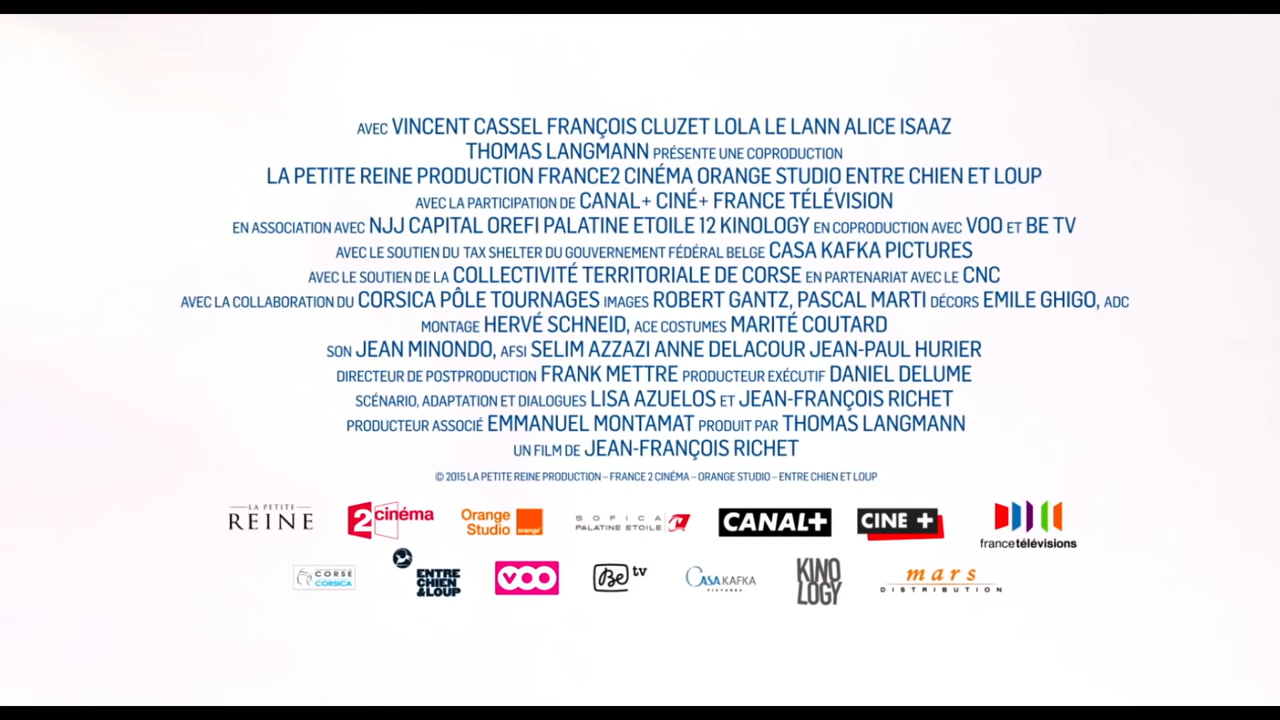 AVEC VINCENT CASSEL FRANÇOIS CLUZET LOLA LE LANN ALICE ISAAZ
THOMAS LANGMANN PRÉSENTE UNE COPRODUCTION
LA PETITE REINE PRODUCTION FRANCE2 CINÉMA ORANGE STUDIO ENTRE CHIEN ET LOUP
AVEC LA PARTICIPATION DE CANAL+ CINÉ+ FRANCE TÉLÉVISION
EN ASSOCIATION AVEC NJJ CAPITAL OREFI PALATINE ETOILE 12 KINOLOGY EN COPRODUCTION AVEC VOO ET BE TV
AVEC LE SOUTIEN DU TAX SHELTER DU GOUVERNEMENT FÉDÉRAL BELGE CASA KAFKA PICTURES
AVEC LE SOUTIEN DE LA COLLECTIVITÉ TERRITORIALE DE CORSE EN PARTENARIAT AVEC LE CNC
AVEC LA COLLABORATION DU CORSICA PÔLE TOURNAGES IMAGES ROBERT GANTZ, PASCAL MARTI DÉCORS EMILE GHIGO, ADC
MONTAGE HERVÉ SCHNEID, ACE COSTUMES MARITÉ COUTARD
SON JEAN MINONDO, AFSI SELIM AZZAZI ANNE DELACOUR JEAN-PAUL HURIER
DIRECTEUR DE POSTPRODUCTION FRANK METTRE PRODUCTEUR EXÉCUTIF DANIEL DELUME
SCÉNARIO, ADAPTATION ET DIALOGUES LISA AZUELOS ET JEAN-FRANÇOIS RICHET
PRODUCTEUR ASSOCIÉ EMMANUEL MONTAMAT PRODUIT PAR THOMAS LANGMANN
UN FILM DE JEAN-FRANÇOIS RICHET
© 2015 LA PETITE REINE PRODUCTION – FRANCE 2 CINÉMA – ORANGE STUDIO – ENTRE CHIEN ET LOUP
LA PETITE
REINE
2 cinéma
Orange
Studio
orange
SOFICA
PALATINE ETOILE
CANAL+
CINE +
francetélévisions
CORSE
CORSICA
ENTRE
CHIEN
&LOUP
VOO
Be tv
CASA KAFKA
PICTURES
KINO
LOGY
mars
DISTRIBUTION